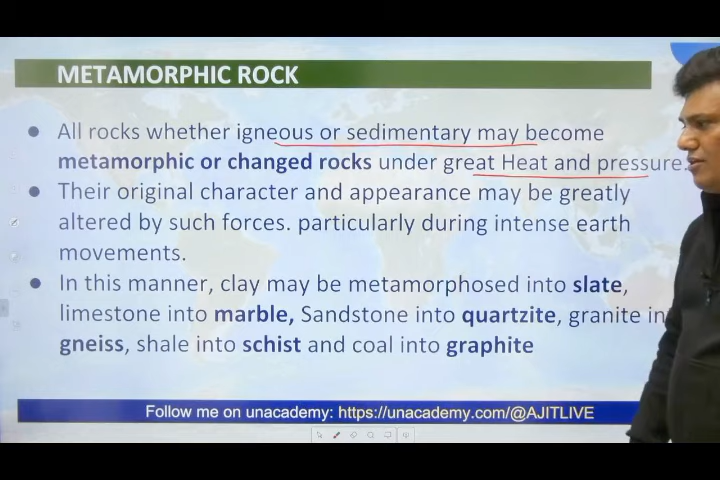 METAMORPHIC ROCK
● All rocks whether igneous or sedimentary may become
metamorphic or changed rocks under great Heat and pressure.
● Their original character and appearance may be greatly
altered by such forces. particularly during intense earth
movements.
● In this manner, clay may be metamorphosed into slate,
limestone into marble, Sandstone into quartzite, granite in
gneiss, shale into schist and coal into graphite
Follow me on unacademy: https://unacademy.com/@AJITLIVE